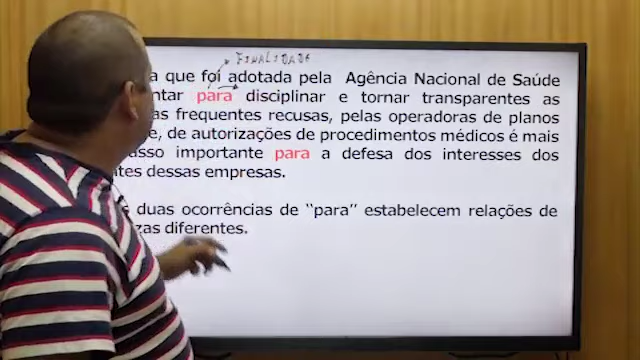 FINALIDADE
a que foi adotada pela Agência Nacional de Saúde
ntar para disciplinar e tornar transparentes as
as frequentes recusas, pelas operadoras de planos
e, de autorizações de procedimentos médicos é mais
sso importante para a defesa dos interesses dos
ntes dessas empresas.
s duas ocorrências de “para” estabelecem relações de
zas diferentes.